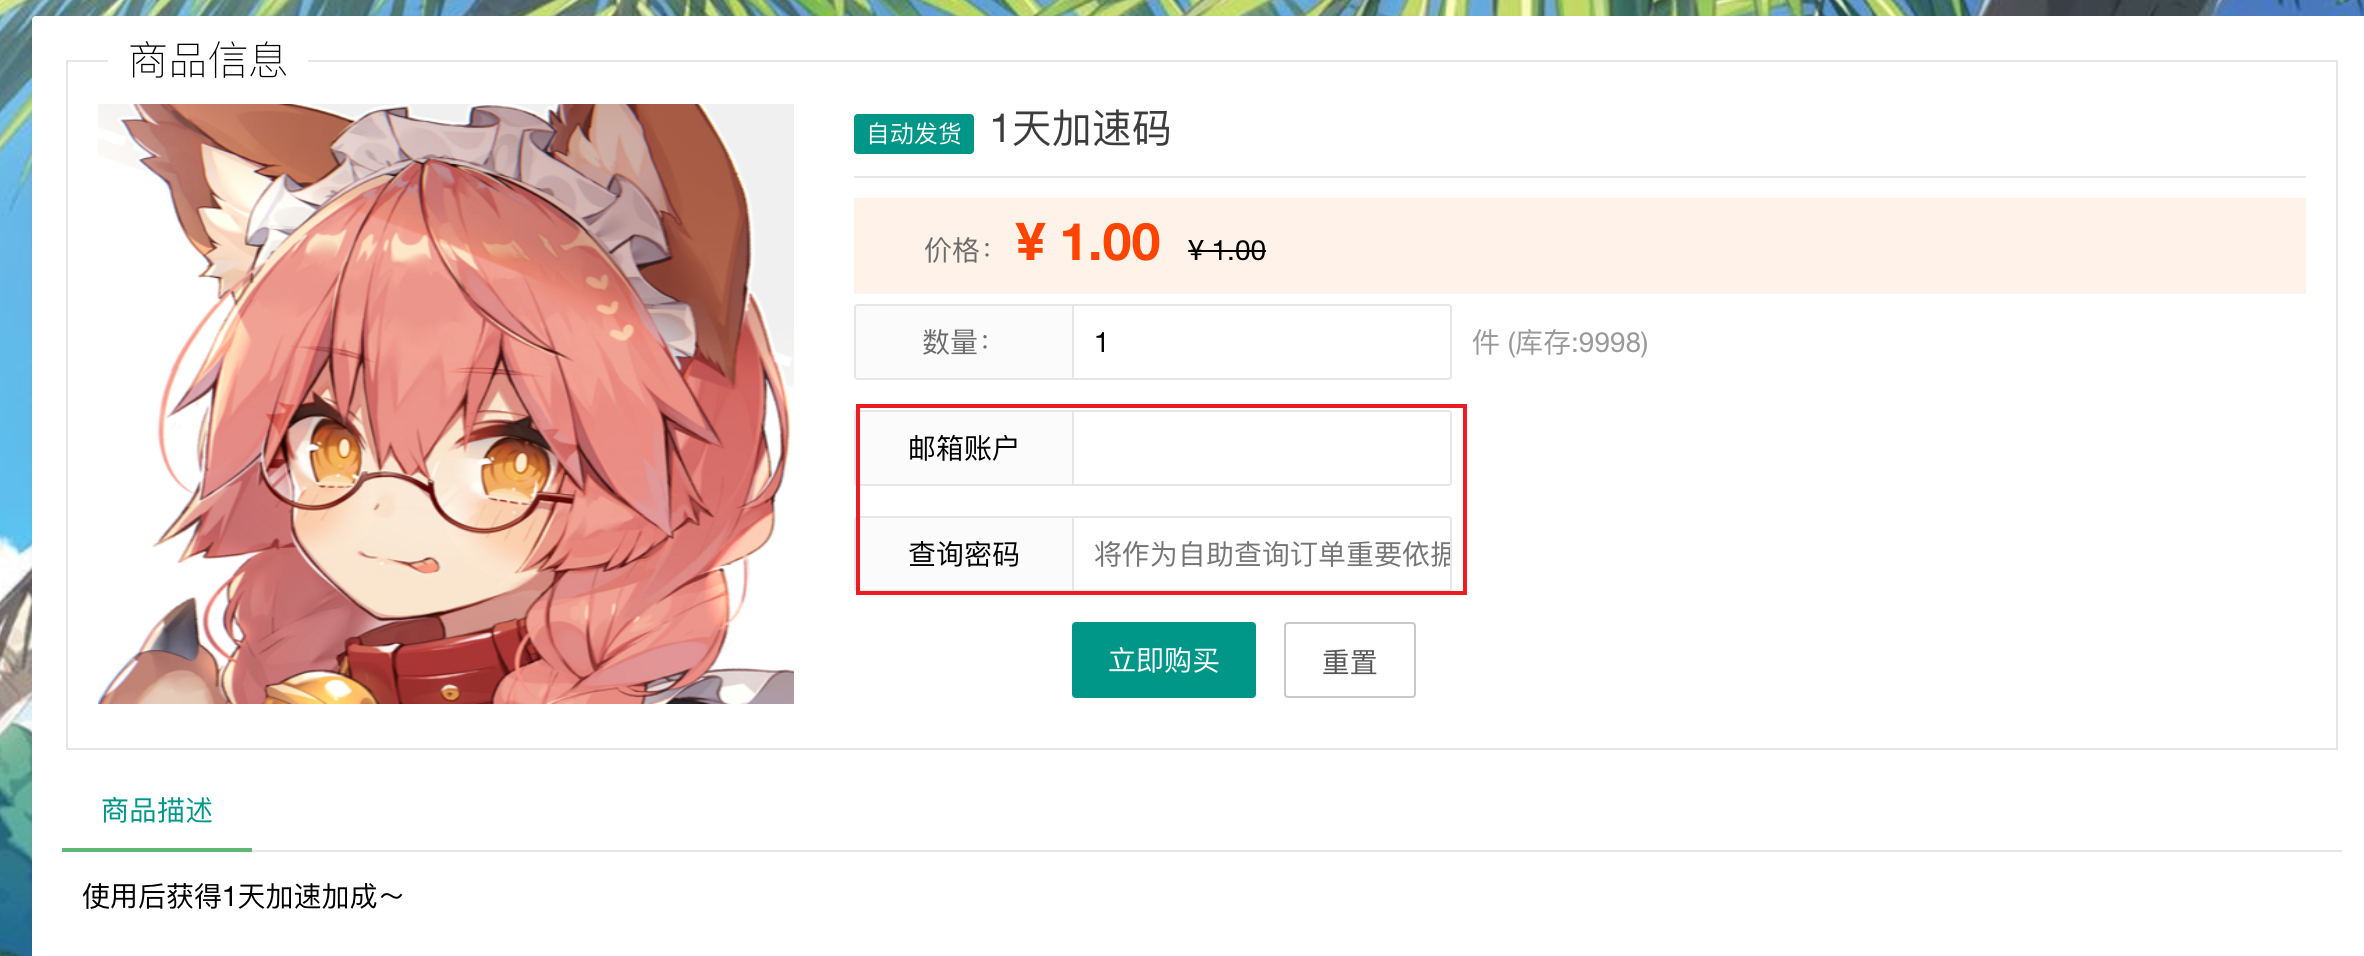 商品信息
自动发货 1天加速码
价格： ¥ 1.00 ¥ 1.00
数量： 1 件 (库存:9998)
邮箱账户
查询密码 将作为自助查询订单重要依据
立即购买 重置
商品描述
使用后获得1天加速加成～